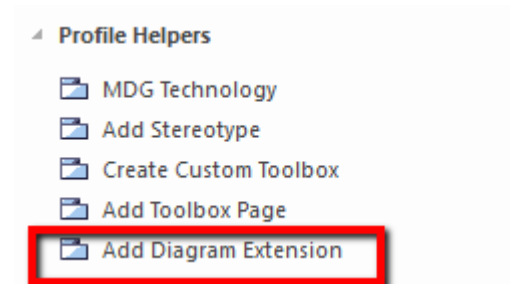 Profile Helpers
MDG Technology
Add Stereotype
Create Custom Toolbox
Add Toolbox Page
Add Diagram Extension